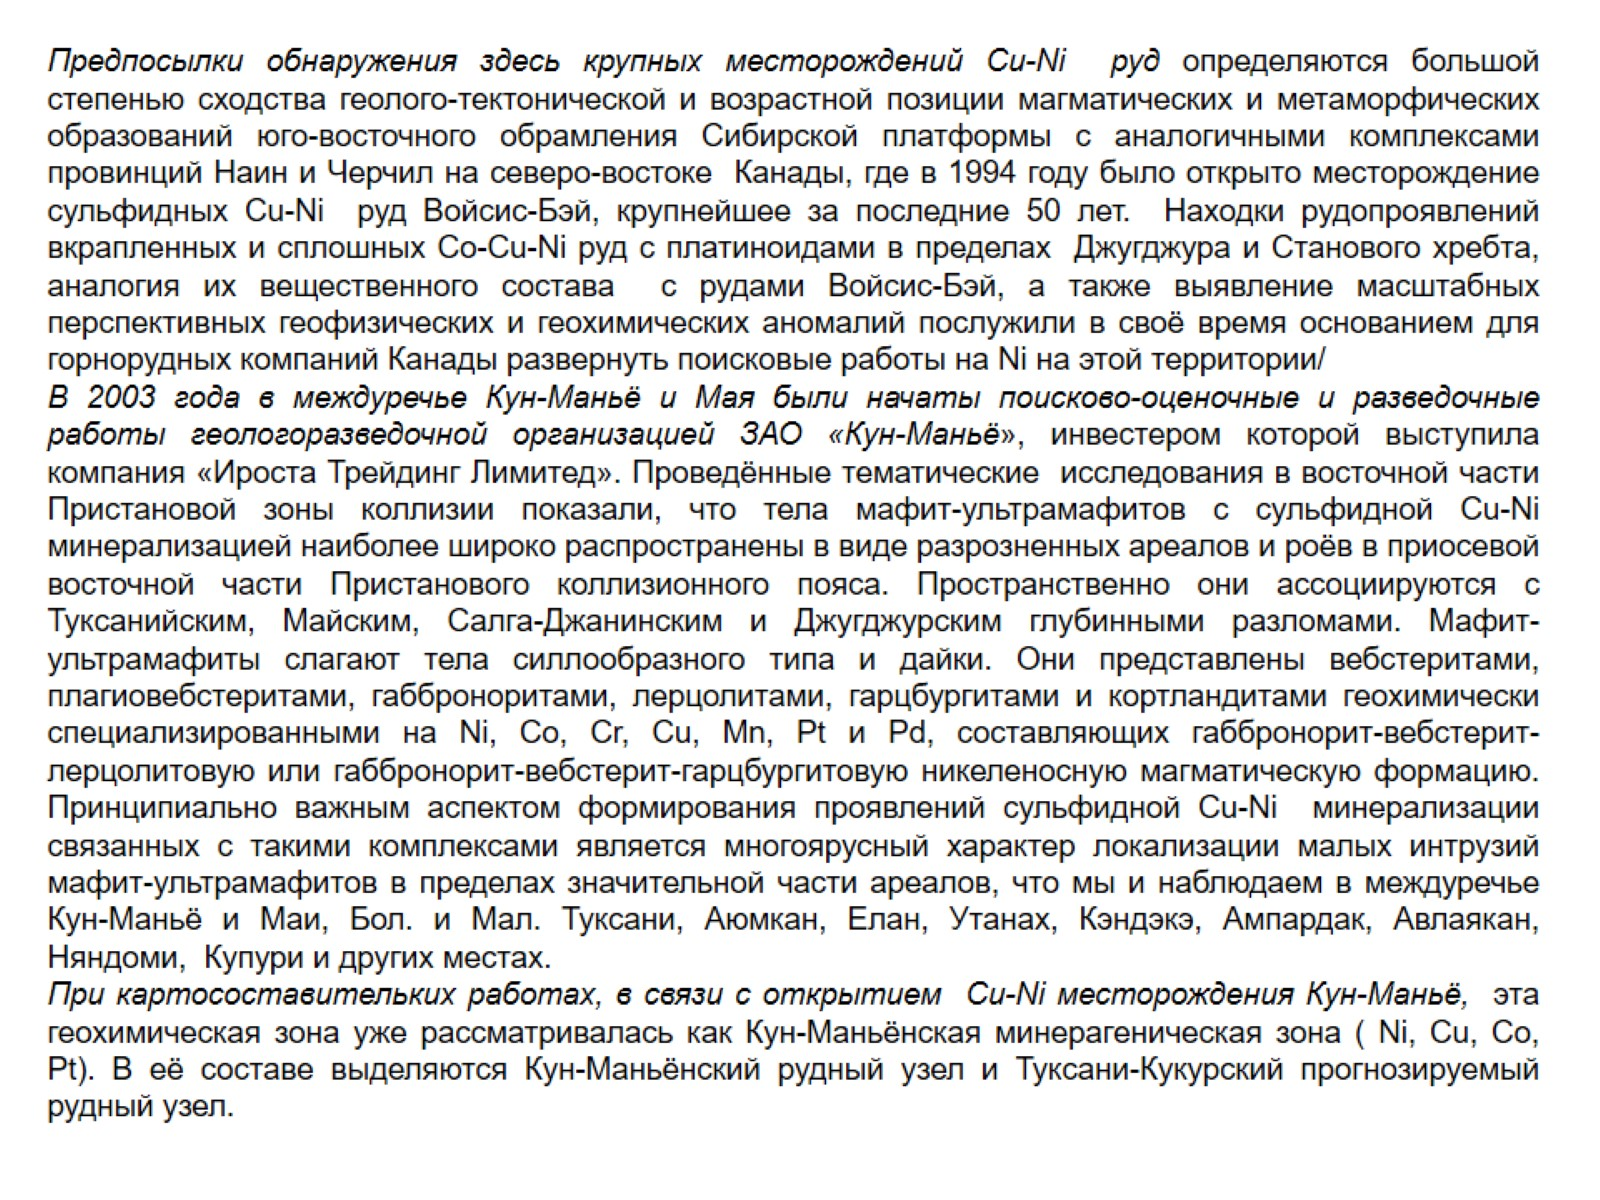 Предпосылки обнаружения здесь крупных месторождений Cu-Ni руд определяются большой
степенью сходства геолого-тектонической и возрастной позиции магматических и метаморфических
образований юго-восточного обрамления Сибирской платформы с аналогичными комплексами
провинций Наин и Черчил на северо-востоке Канады, где в 1994 году было открыто месторождение
сульфидных Cu-Ni руд Войсис-Бэй, крупнейшее за последние 50 лет. Находки рудопроявлений
вкрапленных и сплошных Co-Cu-Ni руд с платиноидами в пределах Джугджура и Станового хребта,
аналогия их вещественного состава с рудами Войсис-Бэй, а также выявление масштабных
перспективных геофизических и геохимических аномалий послужили в своё время основанием для
горнорудных компаний Канады развернуть поисковые работы на Ni на этой территории/
В 2003 года в междуречье Кун-Маньё и Мая были начаты поисково-оценочные и разведочные
работы геологоразведочной организацией ЗАО «Кун-Маньё», инвестером которой выступила
компания «Ироста Трейдинг Лимитед». Проведённые тематические исследования в восточной части
Пристановой зоны коллизии показали, что тела мафит-ультрамафитов с сульфидной Cu-Ni
минерализацией наиболее широко распространены в виде разрозненных ареалов и роёв в приосевой
восточной части Пристанового коллизионного пояса. Пространственно они ассоциируются с
Туксанийским, Майским, Салга-Джанинским и Джугджурским глубинными разломами. Мафит-
ультрамафиты слагают тела силлообразного типа и дайки. Они представлены вебстеритами,
плагиовебстеритами, габброноритами, лерцолитами, гарцбургитами и кортландитами геохимически
специализированными на Ni, Co, Cr, Cu, Mn, Pt и Pd, составляющих габбронорит-вебстерит-
лерцолитовую или габбронорит-вебстерит-гарцбургитовую никеленосную магматическую формацию.
Принципиально важным аспектом формирования проявлений сульфидной Cu-Ni минерализации
связанных с такими комплексами является многоярусный характер локализации малых интрузий
мафит-ультрамафитов в пределах значительной части ареалов, что мы и наблюдаем в междуречье
Кун-Маньё и Маи, Бол. и Мал. Туксани, Аюмкан, Елан, Утанах, Кэндэкэ, Ампардак, Авлаякан,
Няндоми, Купури и других местах.
При картосоставительких работах, в связи с открытием Cu-Ni месторождения Кун-Маньё, эта
геохимическая зона уже рассматривалась как Кун-Маньёнская минерагеническая зона ( Ni, Cu, Co,
Pt). В её составе выделяются Кун-Маньёнский рудный узел и Туксани-Кукурский прогнозируемый
рудный узел.